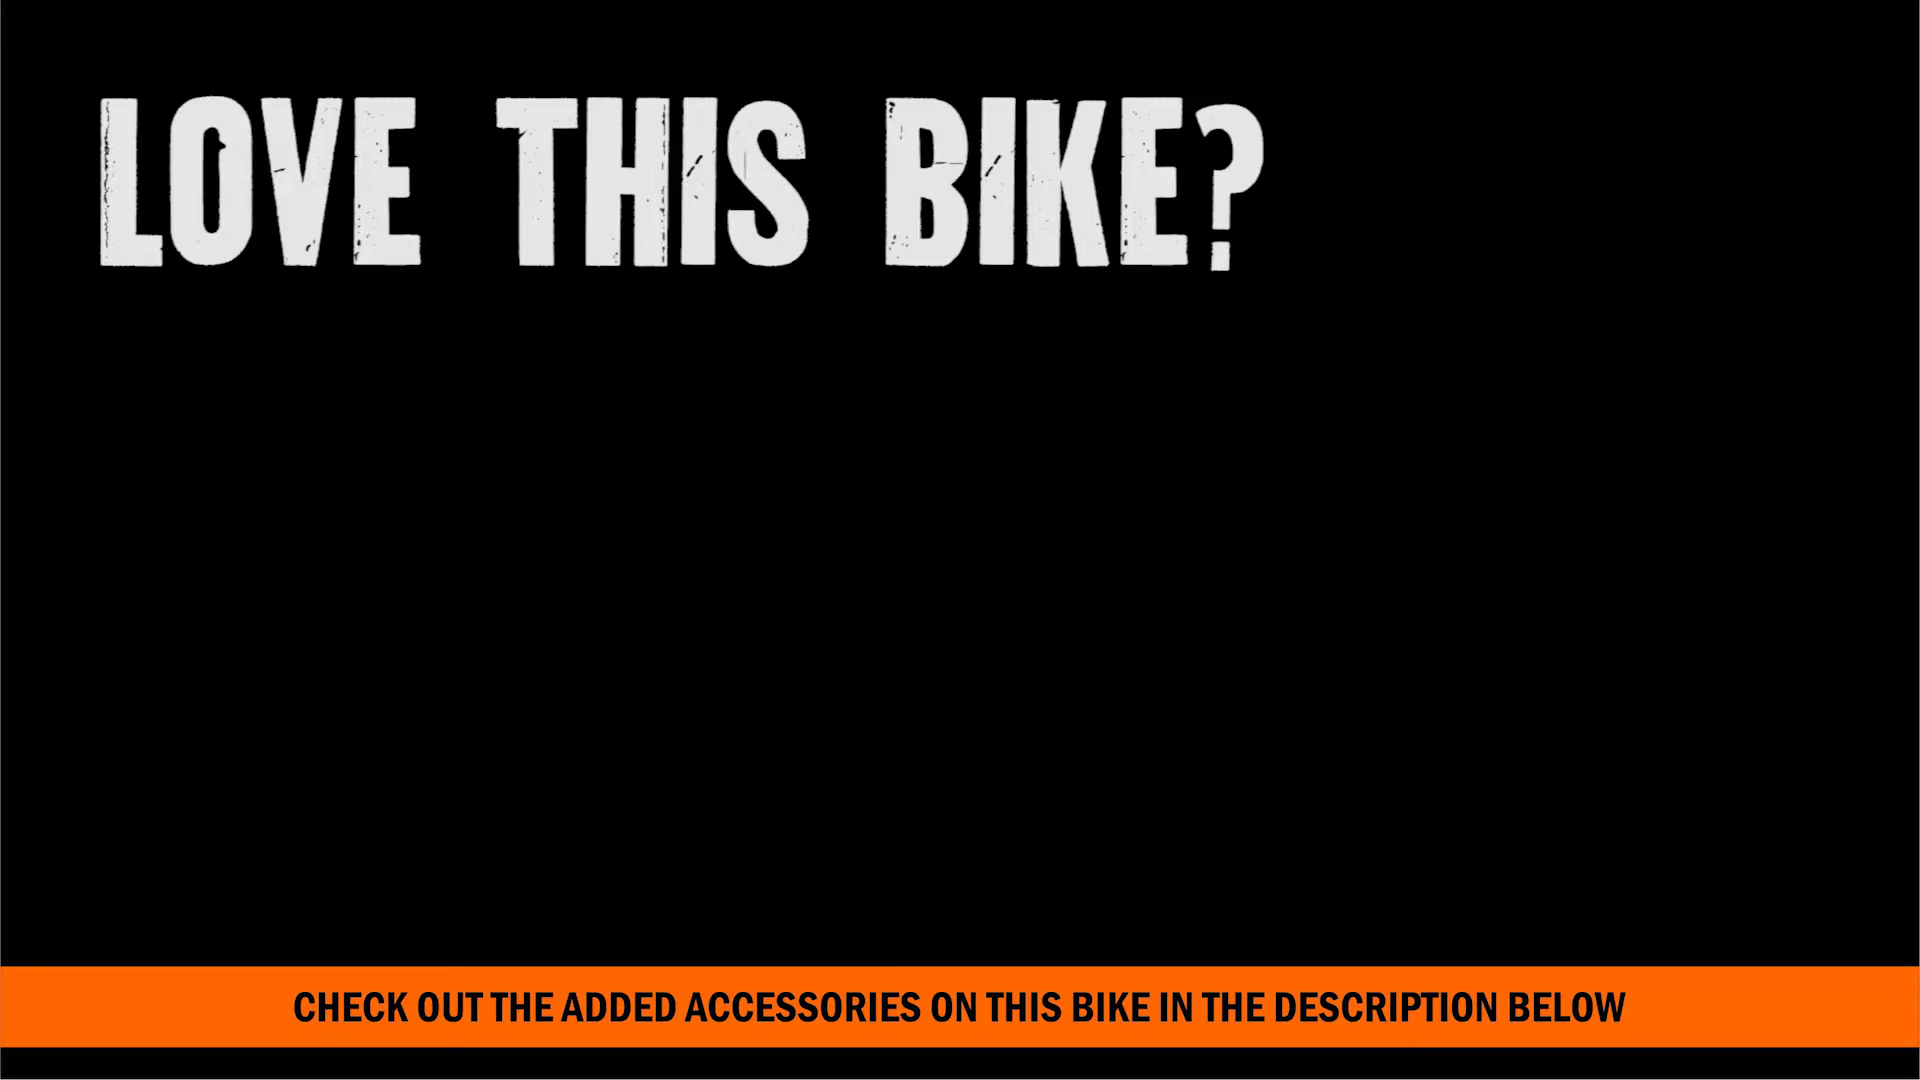 LOVE THIS BIKE?
CHECK OUT THE ADDED ACCESSORIES ON THIS BIKE IN THE DESCRIPTION BELOW